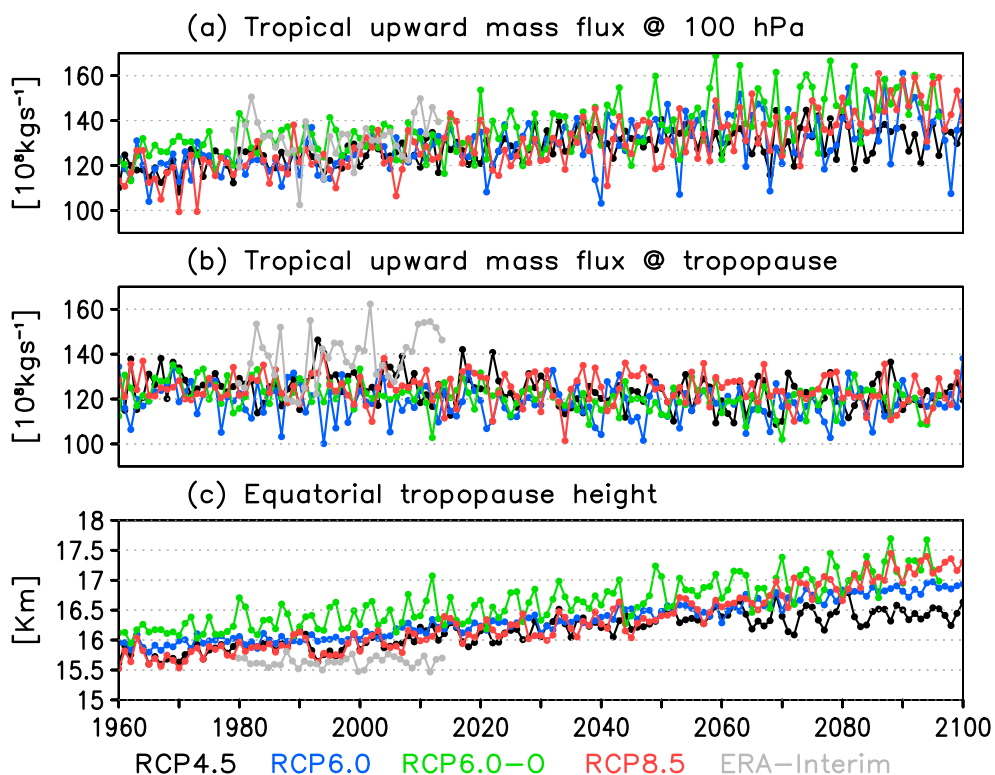 (a) Tropical upward mass flux @ 100 hPa
[10⁸kgs⁻¹]
160
140
120
100
(b) Tropical upward mass flux @ tropopause
[10⁸kgs⁻¹]
160
140
120
100
(c) Equatorial tropopause height
[Km]
18
17.5
17
16.5
16
15.5
15
1960 1980 2000 2020 2040 2060 2080 2100
RCP4.5 RCP6.0 RCP6.0-O RCP8.5 ERA-Interim